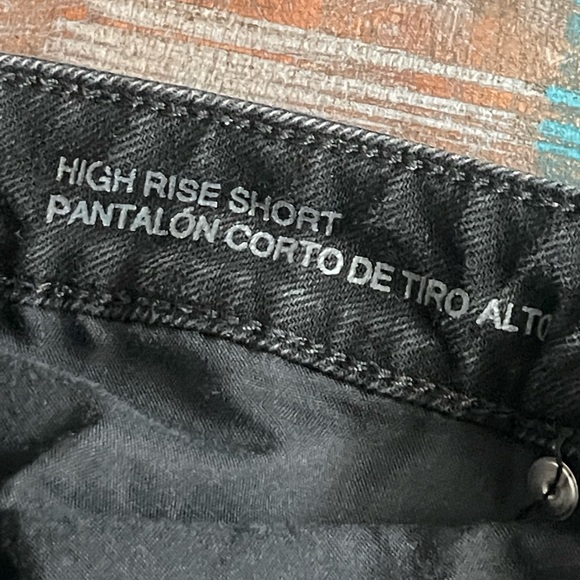 HIGH RISE SHORT
PANTALÓN CORTO DE TIRO ALTO